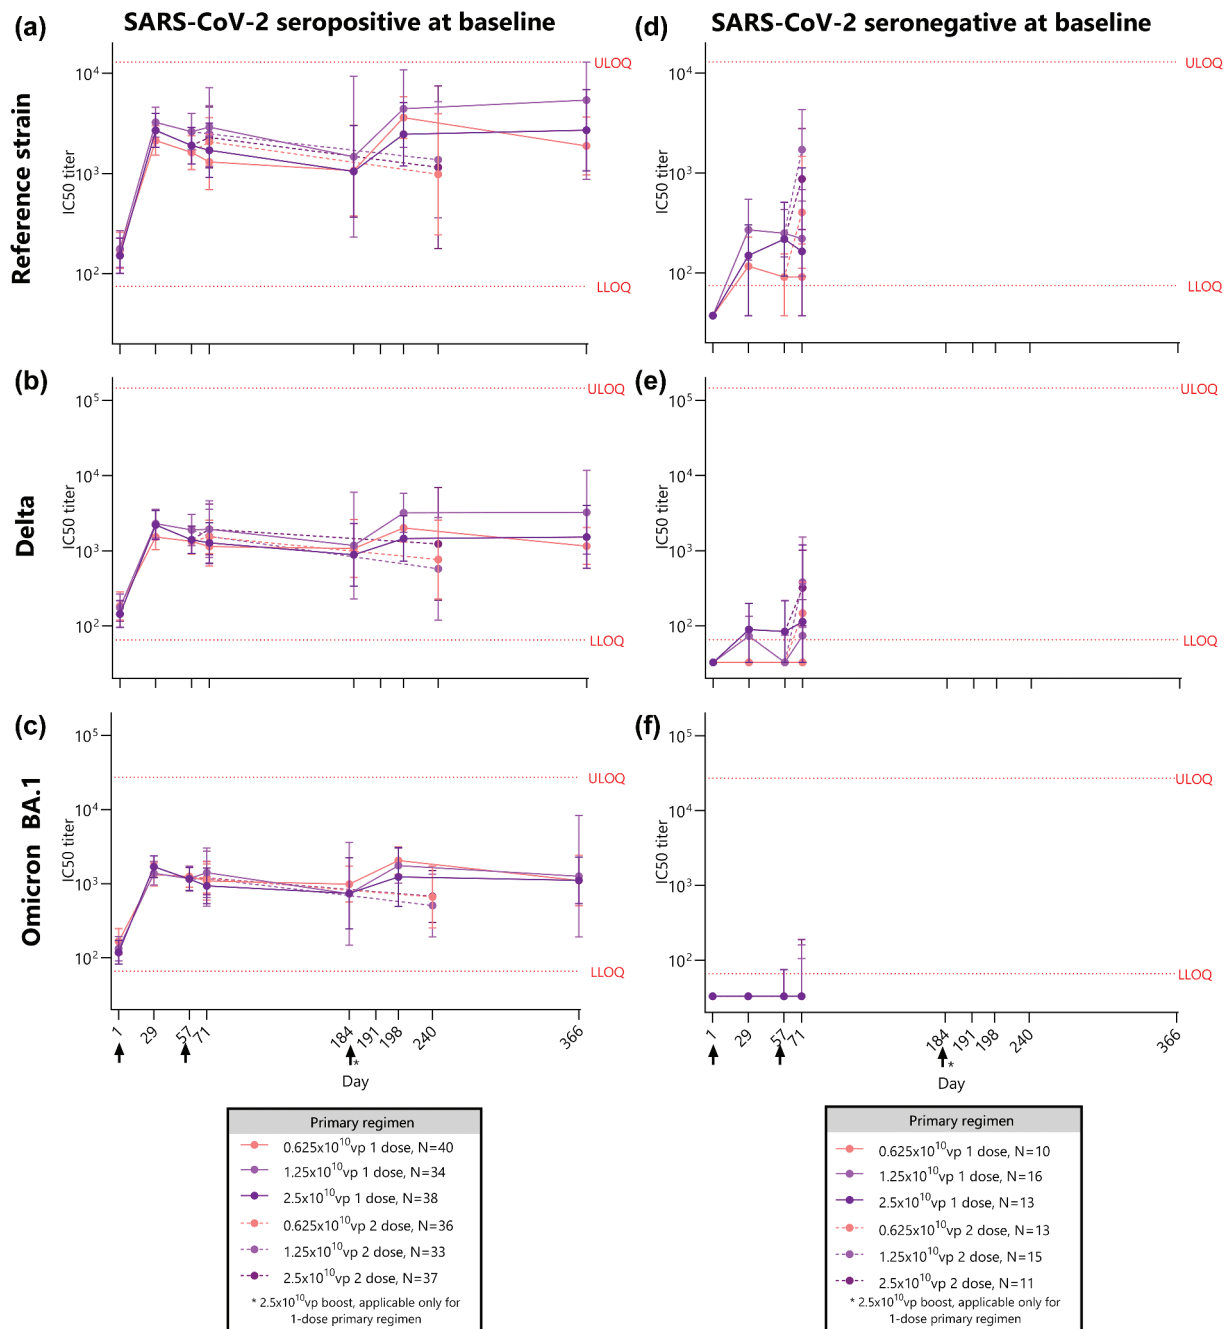 (a) SARS-CoV-2 seropositive at baseline
(d) SARS-CoV-2 seronegative at baseline
Reference strain
IC50 titer
10⁴
10³
10²
ULOQ
LLOQ
IC50 titer
10⁴
10³
10²
ULOQ
LLOQ
(b)
Delta
IC50 titer
10⁵
10⁴
10³
10²
ULOQ
LLOQ
(e)
IC50 titer
10⁵
10⁴
10³
10²
ULOQ
LLOQ
(c)
Omicron BA.1
IC50 titer
10⁵
10⁴
10³
10²
ULOQ
LLOQ
1 29 57 71 184 191 198 240 366
*
Day
(f)
IC50 titer
10⁵
10⁴
10³
10²
ULOQ
LLOQ
1 29 57 71 184 191 198 240 366
*
Day
Primary regimen
0.625x10¹⁰vp 1 dose, N=40
1.25x10¹⁰vp 1 dose, N=34
2.5x10¹⁰vp 1 dose, N=38
0.625x10¹⁰vp 2 dose, N=36
1.25x10¹⁰vp 2 dose, N=33
2.5x10¹⁰vp 2 dose, N=37
* 2.5x10¹⁰vp boost, applicable only for
1-dose primary regimen
Primary regimen
0.625x10¹⁰vp 1 dose, N=10
1.25x10¹⁰vp 1 dose, N=16
2.5x10¹⁰vp 1 dose, N=13
0.625x10¹⁰vp 2 dose, N=13
1.25x10¹⁰vp 2 dose, N=15
2.5x10¹⁰vp 2 dose, N=11
* 2.5x10¹⁰vp boost, applicable only for
1-dose primary regimen